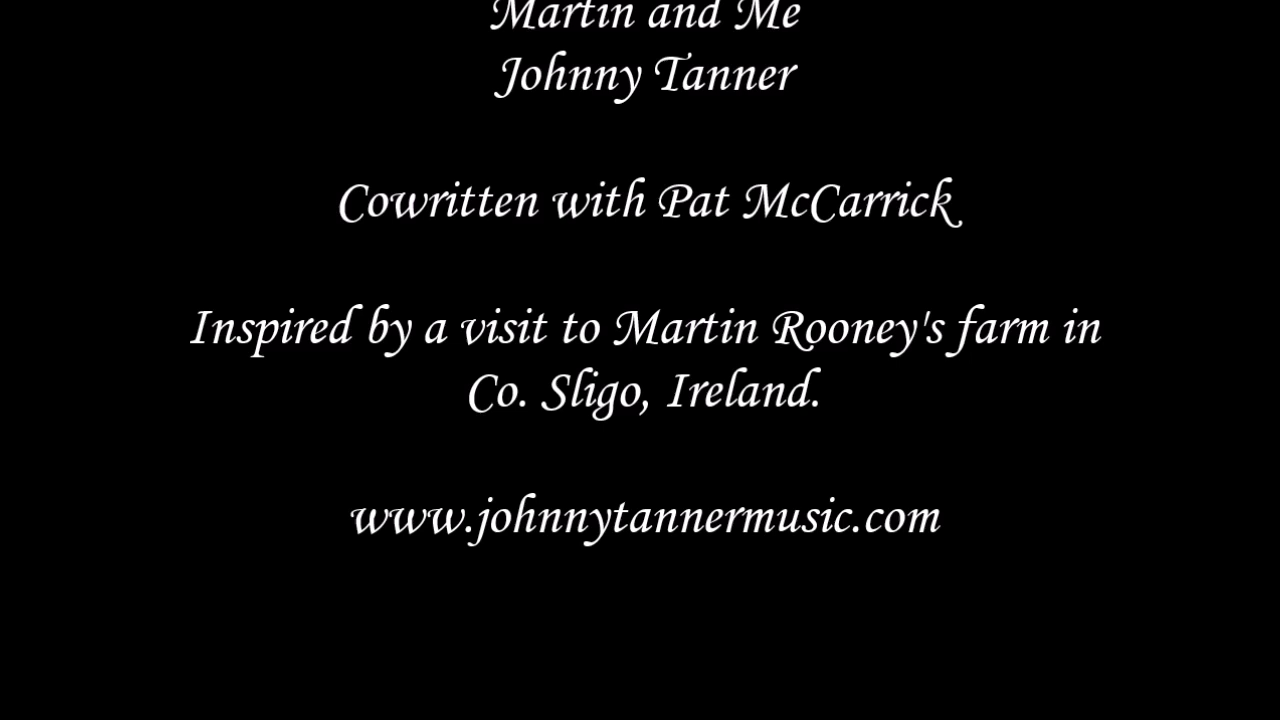 Martin and Me
Johnny Tanner
Cowritten with Pat McCarrick
Inspired by a visit to Martin Rooney's farm in
Co. Sligo, Ireland.
www.johnnytannermusic.com